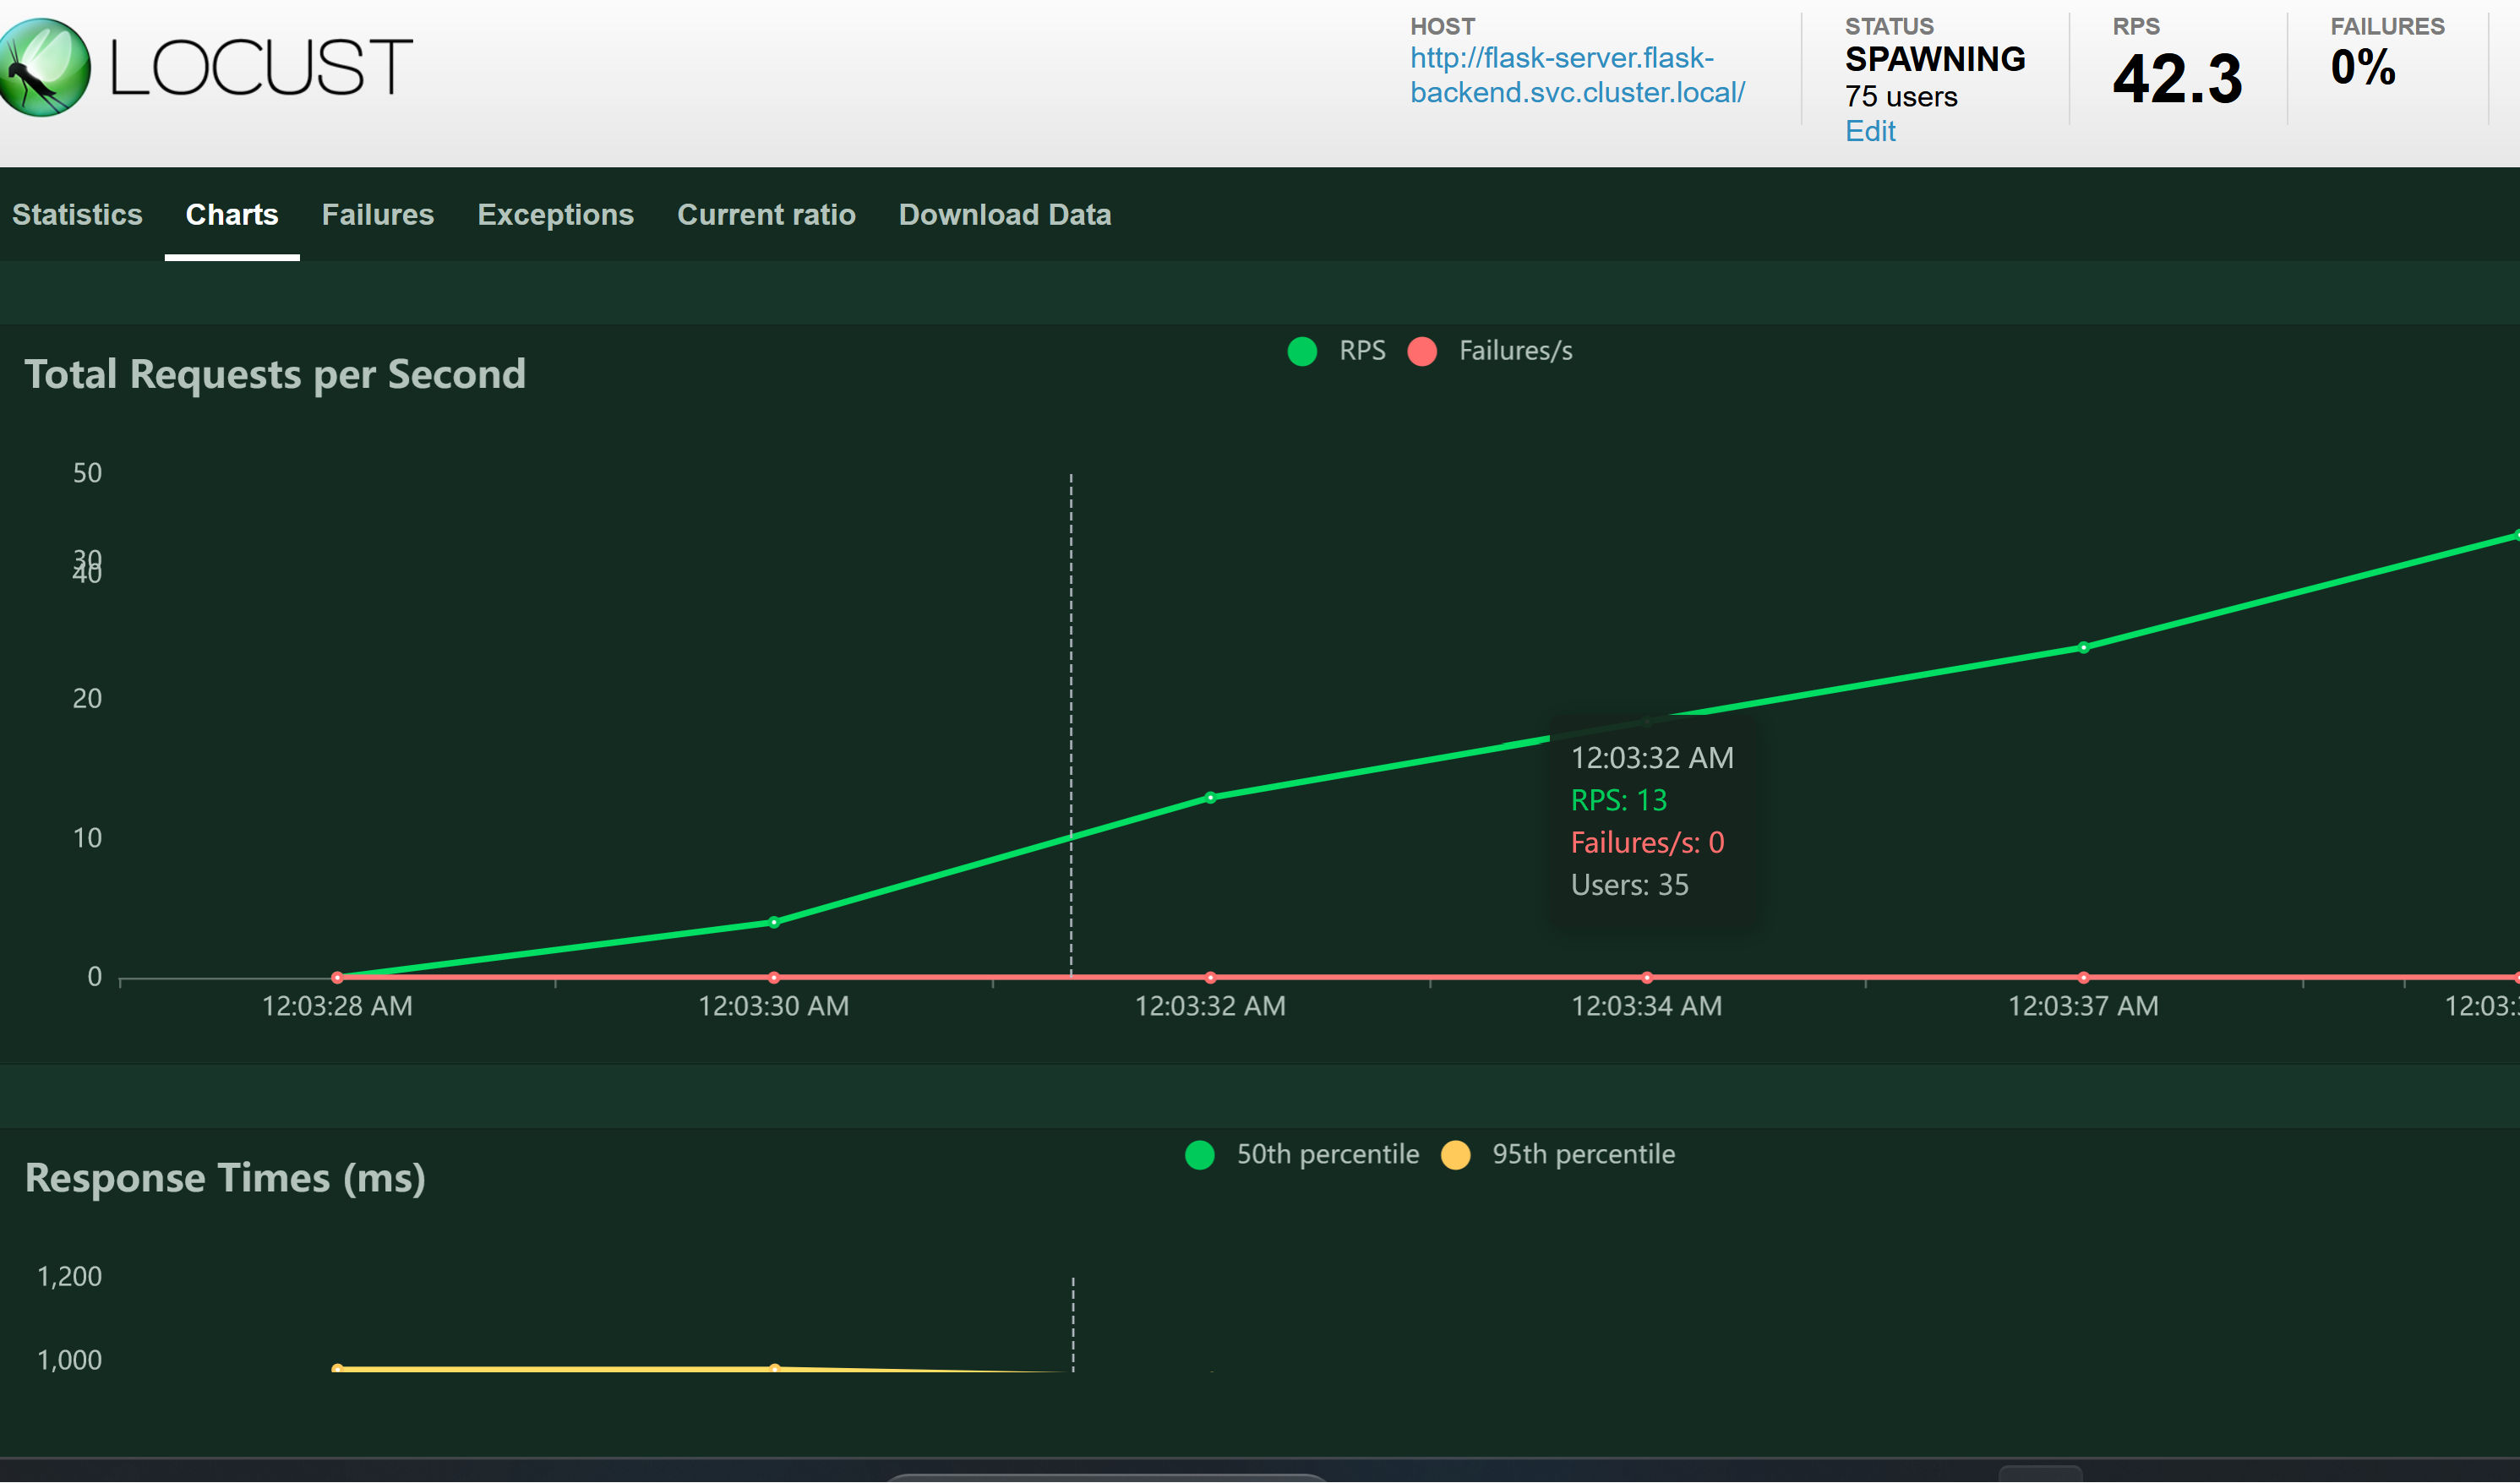 LOCUST
HOST
http://flask-server.flask-
backend.svc.cluster.local/
STATUS
SPAWNING
75 users
Edit
RPS
42.3
FAILURES
0%
Statistics
Charts
Failures
Exceptions
Current ratio
Download Data
Total Requests per Second
RPS
Failures/s
50
30
40
20
10
0
12:03:32 AM
RPS: 13
Failures/s: 0
Users: 35
12:03:28 AM
12:03:30 AM
12:03:32 AM
12:03:34 AM
12:03:37 AM
12:03:
Response Times (ms)
50th percentile
95th percentile
1,200
1,000